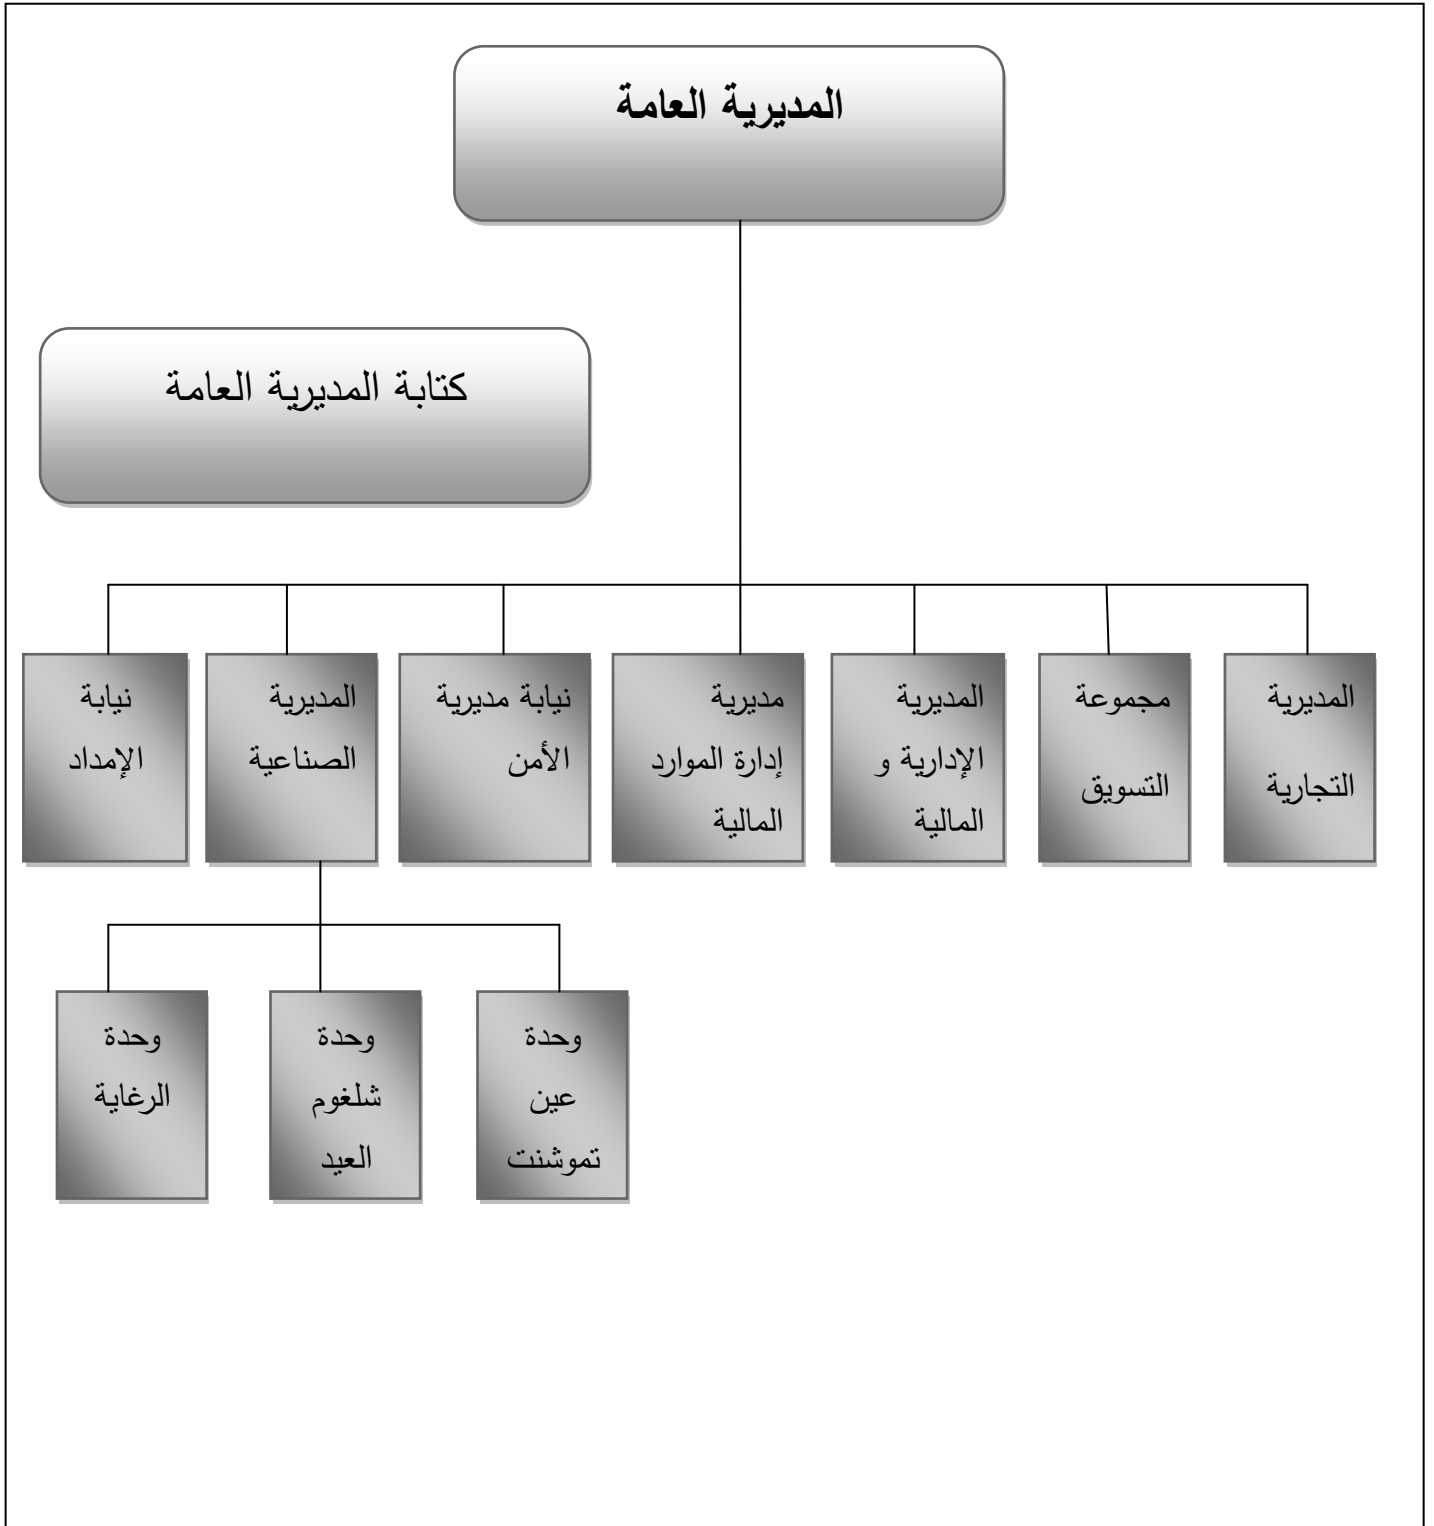 المديرية العامة
كتابة المديرية العامة
المديرية
التجارية
مجموعة
التسويق
المديرية
الإدارية و
المالية
مديرية
إدارة الموارد
المالية
نيابة مديرية
الأمن
المديرية
الصناعية
نيابة
الإمداد
وحدة
عين
تموشنت
وحدة
شلغوم
العيد
وحدة
الرغاية